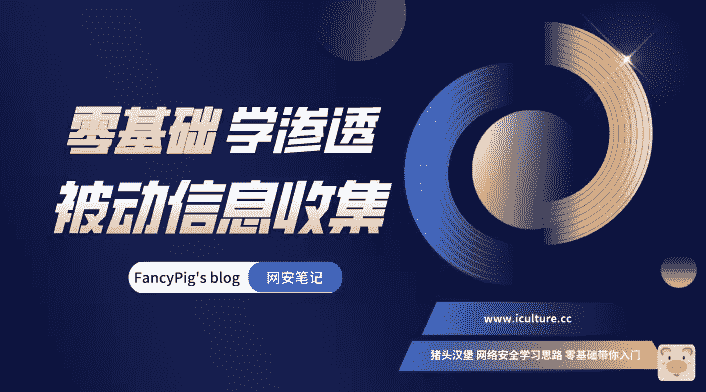 零基础 学渗透
被动信息收集
FancyPig's blog 网安笔记
www.iculture.cc
猪头汉堡 网络安全学习思路 零基础带你入门